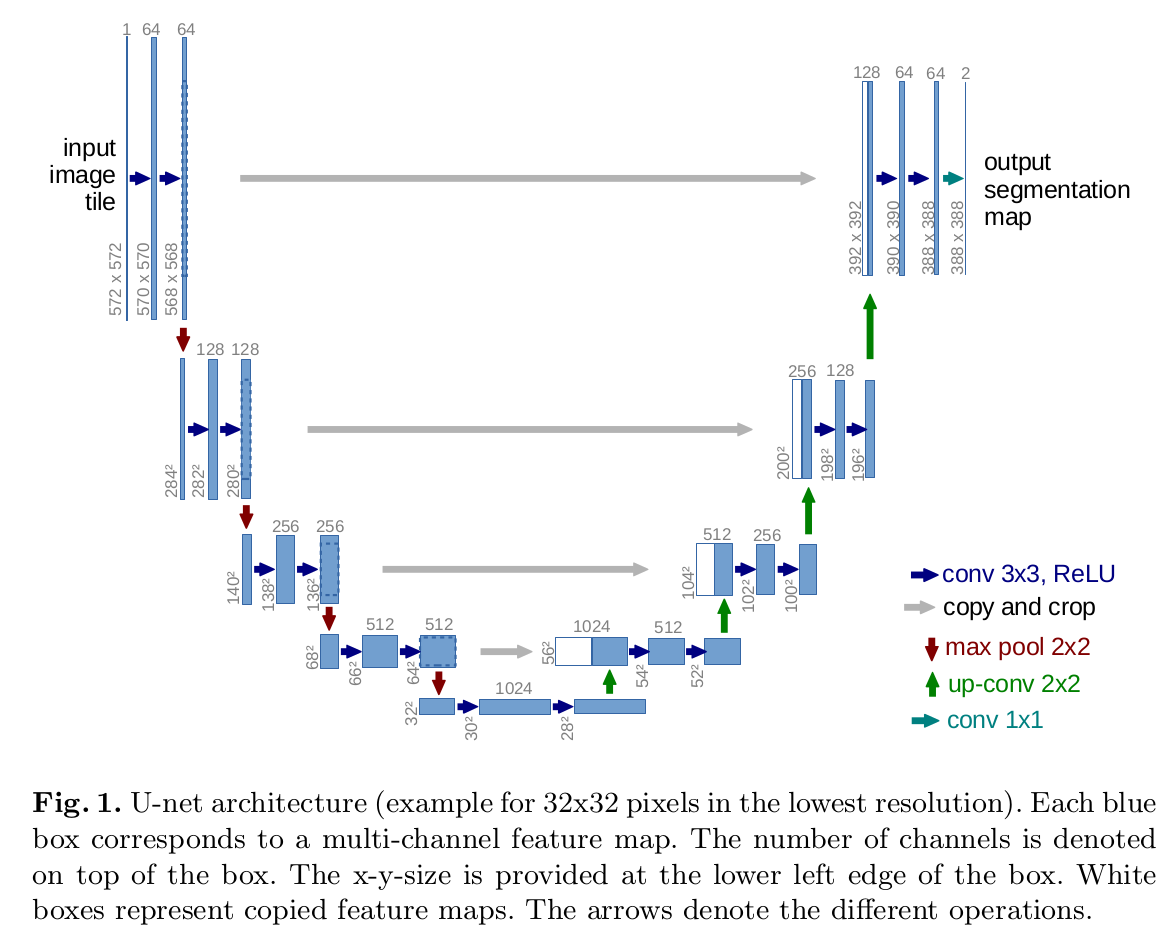 1 64 64
128 64 64 2
input
image
tile
output
segmentation
map
572 x 572
570 x 570
568 x 568
392 x 392
390 x 390
388 x 388
388 x 388
128 128
256 128
284²
282²
280²
200²
198²
196²
256 256
512 256
140²
138²
136²
104²
102²
100²
512 512
1024 512
68²
66²
64²
56²
54²
52²
1024
32²
30²
28²
conv 3x3, ReLU
copy and crop
max pool 2x2
up-conv 2x2
conv 1x1
Fig. 1. U-net architecture (example for 32x32 pixels in the lowest resolution). Each blue
box corresponds to a multi-channel feature map. The number of channels is denoted
on top of the box. The x-y-size is provided at the lower left edge of the box. White
boxes represent copied feature maps. The arrows denote the different operations.